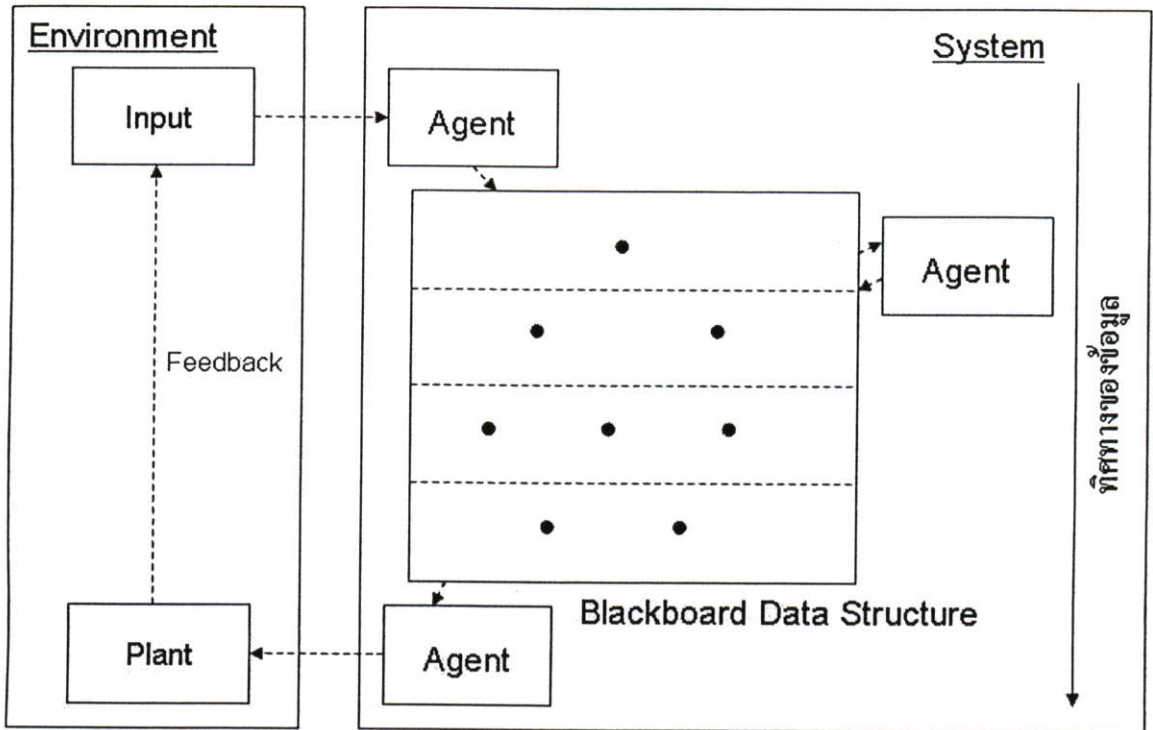 Environment
System
Input
Agent
Agent
Feedback
ทิศทางของข้อมูล
Blackboard Data Structure
Plant
Agent